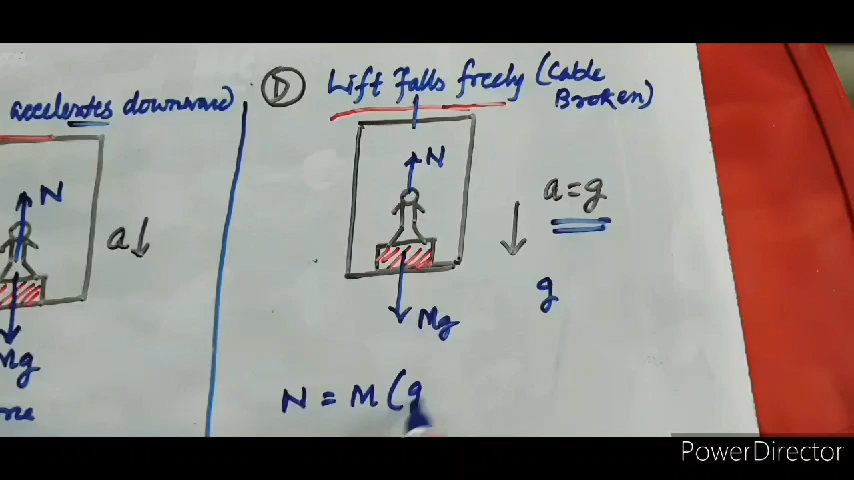 accelerates downward)
N
a
Mg
D Lift Falls freely (Cable
Broken)
N
a = g
g
Mg
N = M (g
PowerDirector